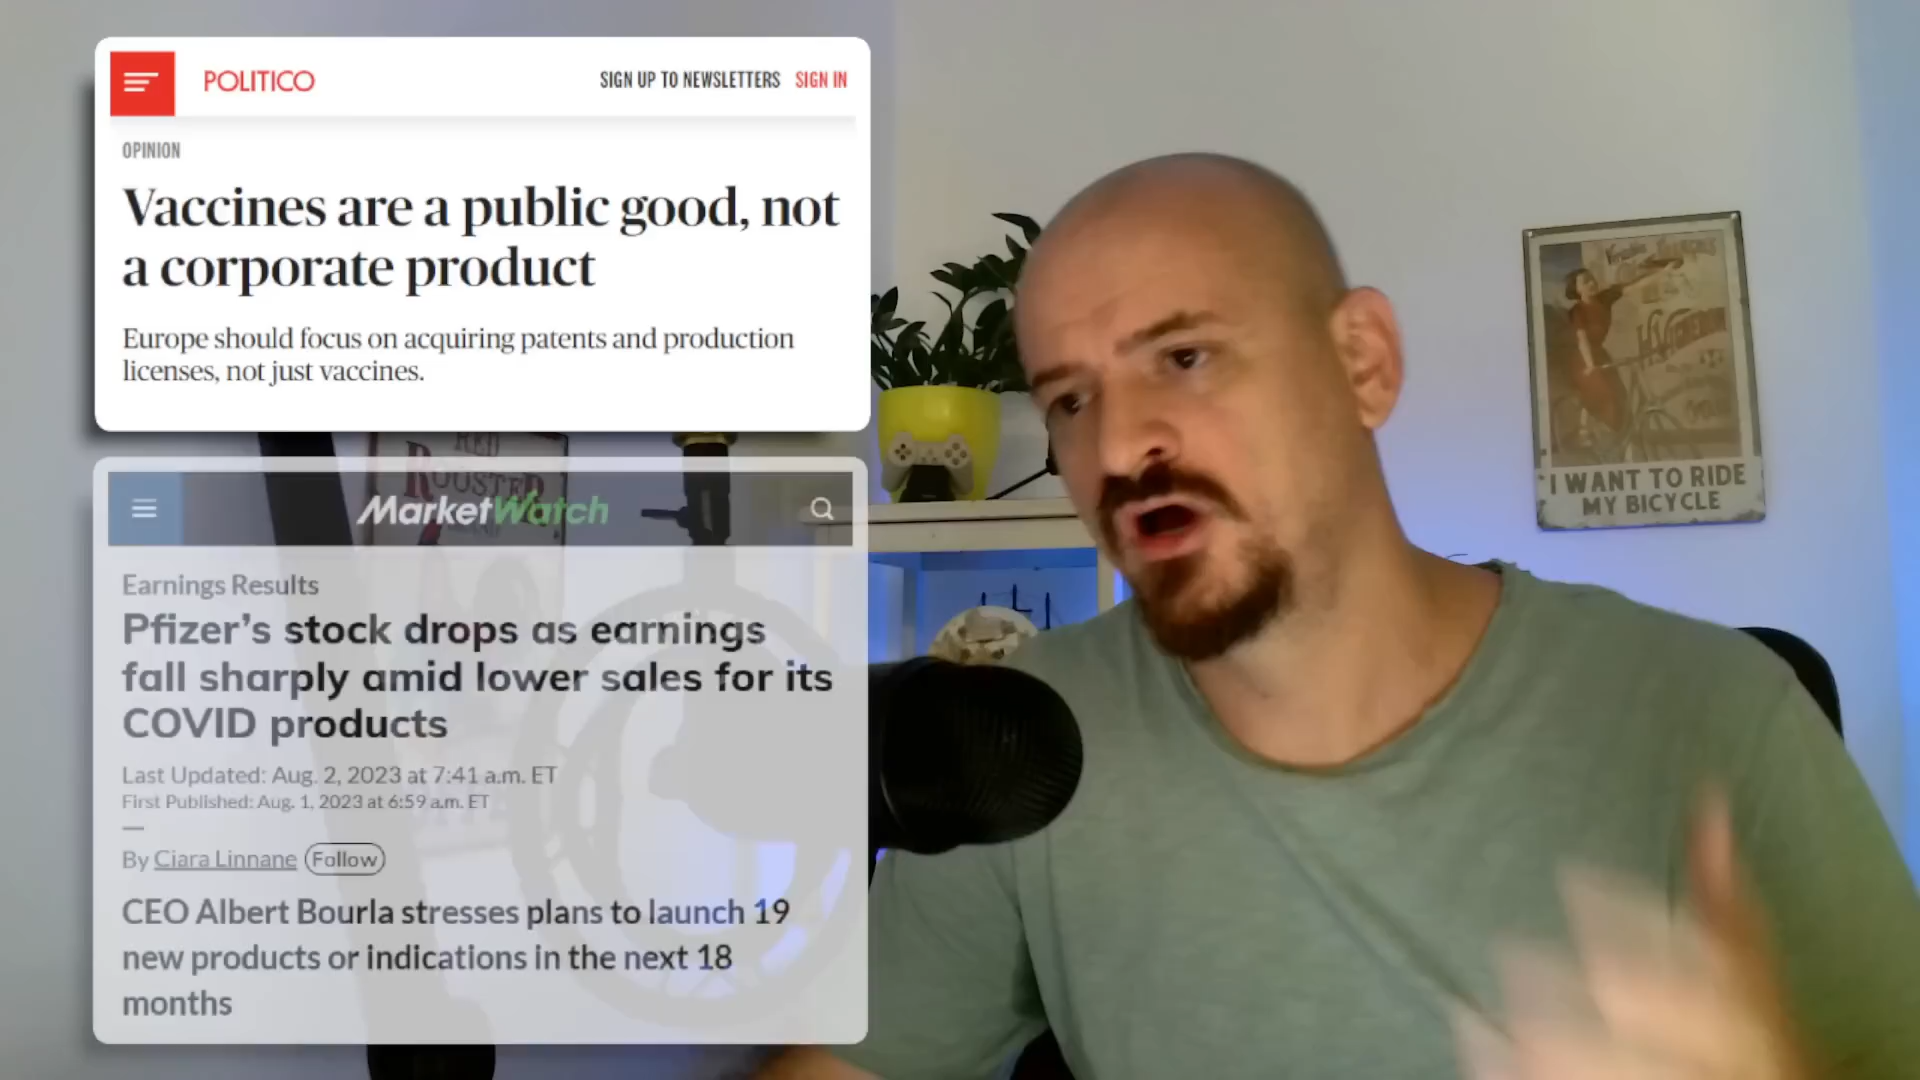 POLITICO
SIGN UP TO NEWSLETTERS SIGN IN
OPINION
Vaccines are a public good, not
a corporate product
Europe should focus on acquiring patents and production
licenses, not just vaccines.
RED
ROOSTER
MarketWatch
Earnings Results
Pfizer's stock drops as earnings
fall sharply amid lower sales for its
COVID products
Last Updated: Aug. 2, 2023 at 7:41 a.m. ET
First Published: Aug. 1, 2023 at 6:59 a.m. ET
By Ciara Linnane Follow
CEO Albert Bourla stresses plans to launch 19
new products or indications in the next 18
months
I WANT TO RIDE
MY BICYCLE